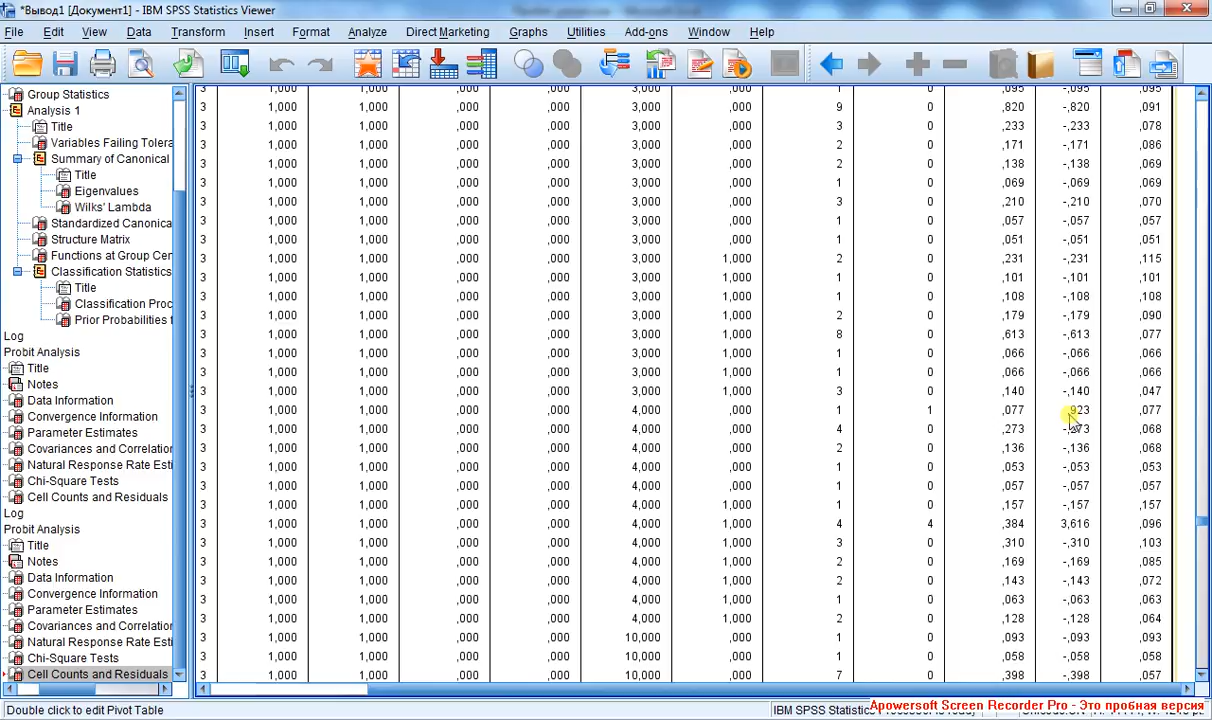 *Вывод1 [Документ1] - IBM SPSS Statistics Viewer
File Edit View Data Transform Insert Format Analyze Direct Marketing Graphs Utilities Add-ons Window Help
Group Statistics
Analysis 1
Title
Variables Failing Tolera
Summary of Canonical
Title
Eigenvalues
Wilks' Lambda
Standardized Canonica
Structure Matrix
Functions at Group Cen
Classification Statistics
Title
Classification Proc
Prior Probabilities f
Log
Probit Analysis
Title
Notes
Data Information
Convergence Information
Parameter Estimates
Covariances and Correlation
Natural Response Rate Esti
Chi-Square Tests
Cell Counts and Residuals
Log
Probit Analysis
Title
Notes
Data Information
Convergence Information
Parameter Estimates
Covariances and Correlation
Natural Response Rate Esti
Chi-Square Tests
Cell Counts and Residuals
3 1,000 1,000 ,000 ,000 3,000 ,000 1 0 ,095 -,095 ,095
3 1,000 1,000 ,000 ,000 3,000 ,000 9 0 ,820 -,820 ,091
3 1,000 1,000 ,000 ,000 3,000 ,000 3 0 ,233 -,233 ,078
3 1,000 1,000 ,000 ,000 3,000 ,000 2 0 ,171 -,171 ,086
3 1,000 1,000 ,000 ,000 3,000 ,000 2 0 ,138 -,138 ,069
3 1,000 1,000 ,000 ,000 3,000 ,000 1 0 ,069 -,069 ,069
3 1,000 1,000 ,000 ,000 3,000 ,000 3 0 ,210 -,210 ,070
3 1,000 1,000 ,000 ,000 3,000 ,000 1 0 ,057 -,057 ,057
3 1,000 1,000 ,000 ,000 3,000 ,000 1 0 ,051 -,051 ,051
3 1,000 1,000 ,000 ,000 3,000 1,000 2 0 ,231 -,231 ,115
3 1,000 1,000 ,000 ,000 3,000 1,000 1 0 ,101 -,101 ,101
3 1,000 1,000 ,000 ,000 3,000 1,000 1 0 ,108 -,108 ,108
3 1,000 1,000 ,000 ,000 3,000 1,000 2 0 ,179 -,179 ,090
3 1,000 1,000 ,000 ,000 3,000 1,000 8 0 ,613 -,613 ,077
3 1,000 1,000 ,000 ,000 3,000 1,000 1 0 ,066 -,066 ,066
3 1,000 1,000 ,000 ,000 3,000 1,000 1 0 ,066 -,066 ,066
3 1,000 1,000 ,000 ,000 3,000 1,000 3 0 ,140 -,140 ,047
3 1,000 1,000 ,000 ,000 4,000 ,000 1 1 ,077 ,923 ,077
3 1,000 1,000 ,000 ,000 4,000 ,000 4 0 ,273 -,273 ,068
3 1,000 1,000 ,000 ,000 4,000 ,000 2 0 ,136 -,136 ,068
3 1,000 1,000 ,000 ,000 4,000 ,000 1 0 ,053 -,053 ,053
3 1,000 1,000 ,000 ,000 4,000 ,000 1 0 ,057 -,057 ,057
3 1,000 1,000 ,000 ,000 4,000 1,000 1 0 ,157 -,157 ,157
3 1,000 1,000 ,000 ,000 4,000 1,000 4 4 ,384 3,616 ,096
3 1,000 1,000 ,000 ,000 4,000 1,000 3 0 ,310 -,310 ,103
3 1,000 1,000 ,000 ,000 4,000 1,000 2 0 ,169 -,169 ,085
3 1,000 1,000 ,000 ,000 4,000 1,000 2 0 ,143 -,143 ,072
3 1,000 1,000 ,000 ,000 4,000 1,000 1 0 ,063 -,063 ,063
3 1,000 1,000 ,000 ,000 4,000 1,000 2 0 ,128 -,128 ,064
3 1,000 1,000 ,000 ,000 10,000 ,000 1 0 ,093 -,093 ,093
3 1,000 1,000 ,000 ,000 10,000 ,000 1 0 ,058 -,058 ,058
3 1,000 1,000 ,000 ,000 10,000 ,000 7 0 ,398 -,398 ,057
Apowersoft Screen Recorder Pro - Это пробная версия
Double click to edit Pivot Table
IBM SPSS Statistics